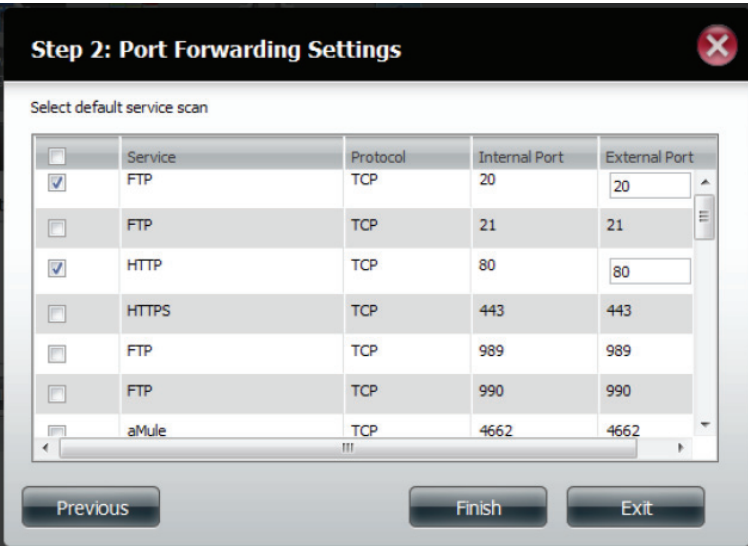 Step 2: Port Forwarding Settings
Select default service scan
Service Protocol Internal Port External Port
FTP TCP 20 20
FTP TCP 21 21
HTTP TCP 80 80
HTTPS TCP 443 443
FTP TCP 989 989
FTP TCP 990 990
aMule TCP 4662 4662
Previous Finish Exit